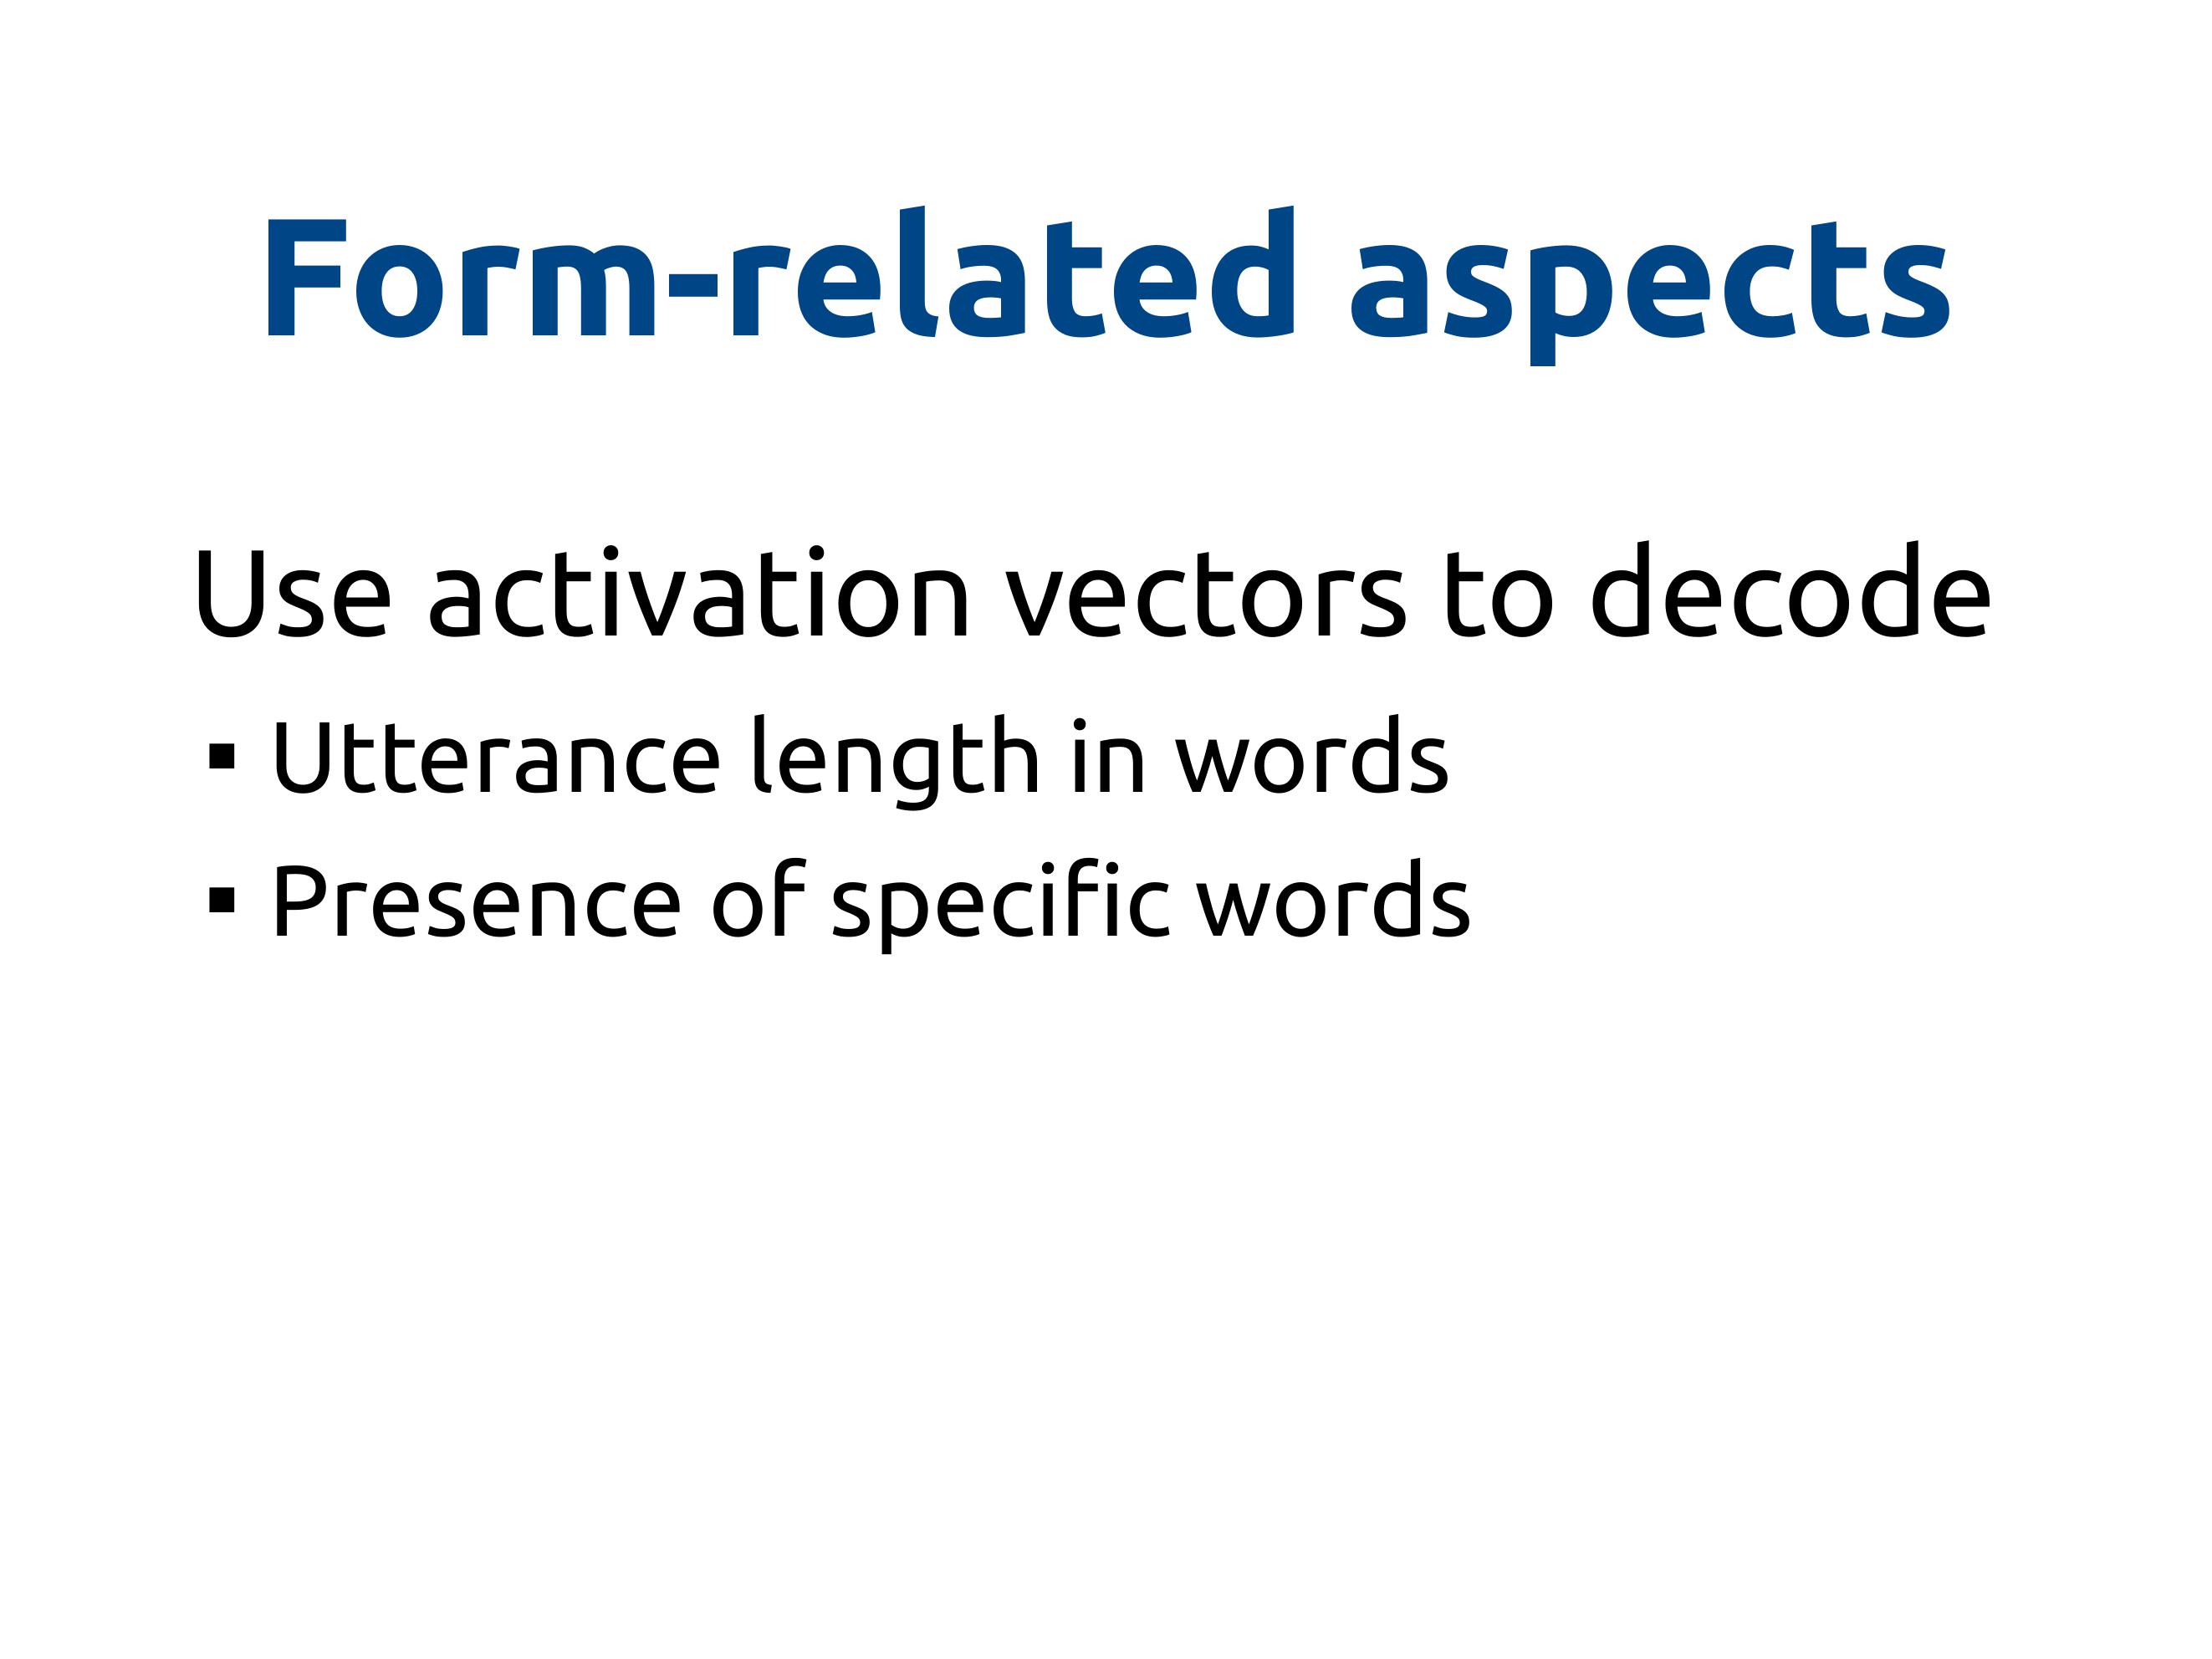 Form-related aspects
Use activation vectors to decode
▪ Utterance length in words
▪ Presence of specific words